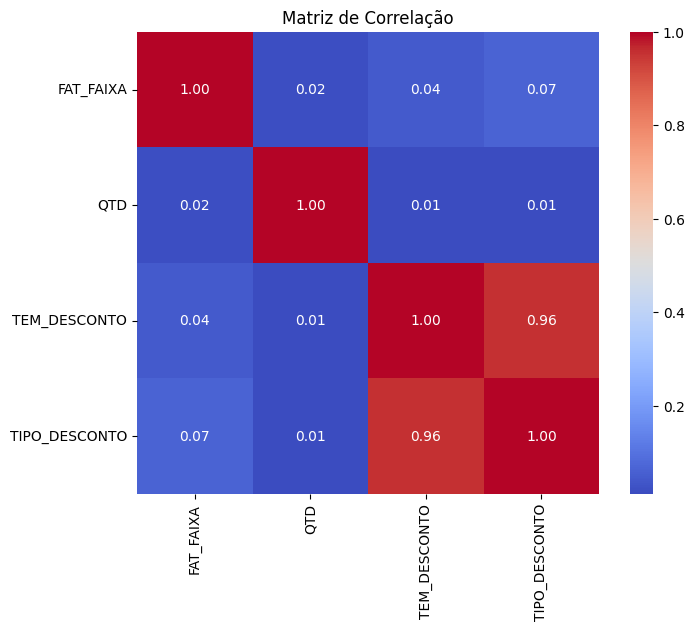 Matriz de Correlação
FAT_FAIXA 1.00 0.02 0.04 0.07
QTD 0.02 1.00 0.01 0.01
TEM_DESCONTO 0.04 0.01 1.00 0.96
TIPO_DESCONTO 0.07 0.01 0.96 1.00
FAT_FAIXA
QTD
TEM_DESCONTO
TIPO_DESCONTO
1.0
0.8
0.6
0.4
0.2